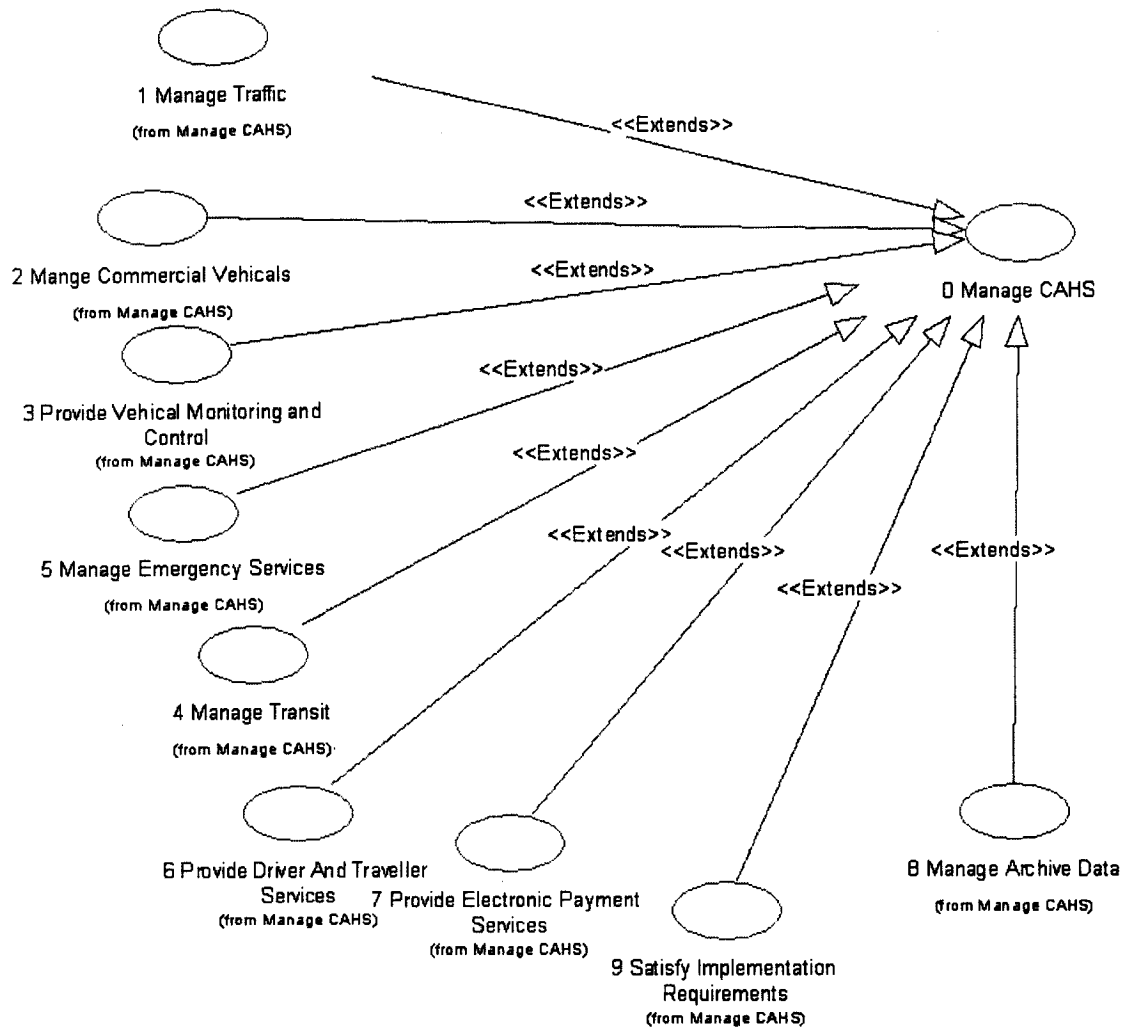 1 Manage Traffic
(from Manage CAHS)
<<Extends>>
<<Extends>>
2 Mange Commercial Vehicals
(from Manage CAHS)
<<Extends>>
0 Manage CAHS
3 Provide Vehical Monitoring and
Control
(from Manage CAHS)
<<Extends>>
5 Manage Emergency Services
(from Manage CAHS)
<<Extends>>
4 Manage Transit
(from Manage CAHS)
<<Extends>>
<<Extends>>
<<Extends>>
<<Extends>>
6 Provide Driver And Traveller
Services
(from Manage CAHS)
7 Provide Electronic Payment
Services
(from Manage CAHS)
9 Satisfy Implementation
Requirements
(from Manage CAHS)
8 Manage Archive Data
(from Manage CAHS)